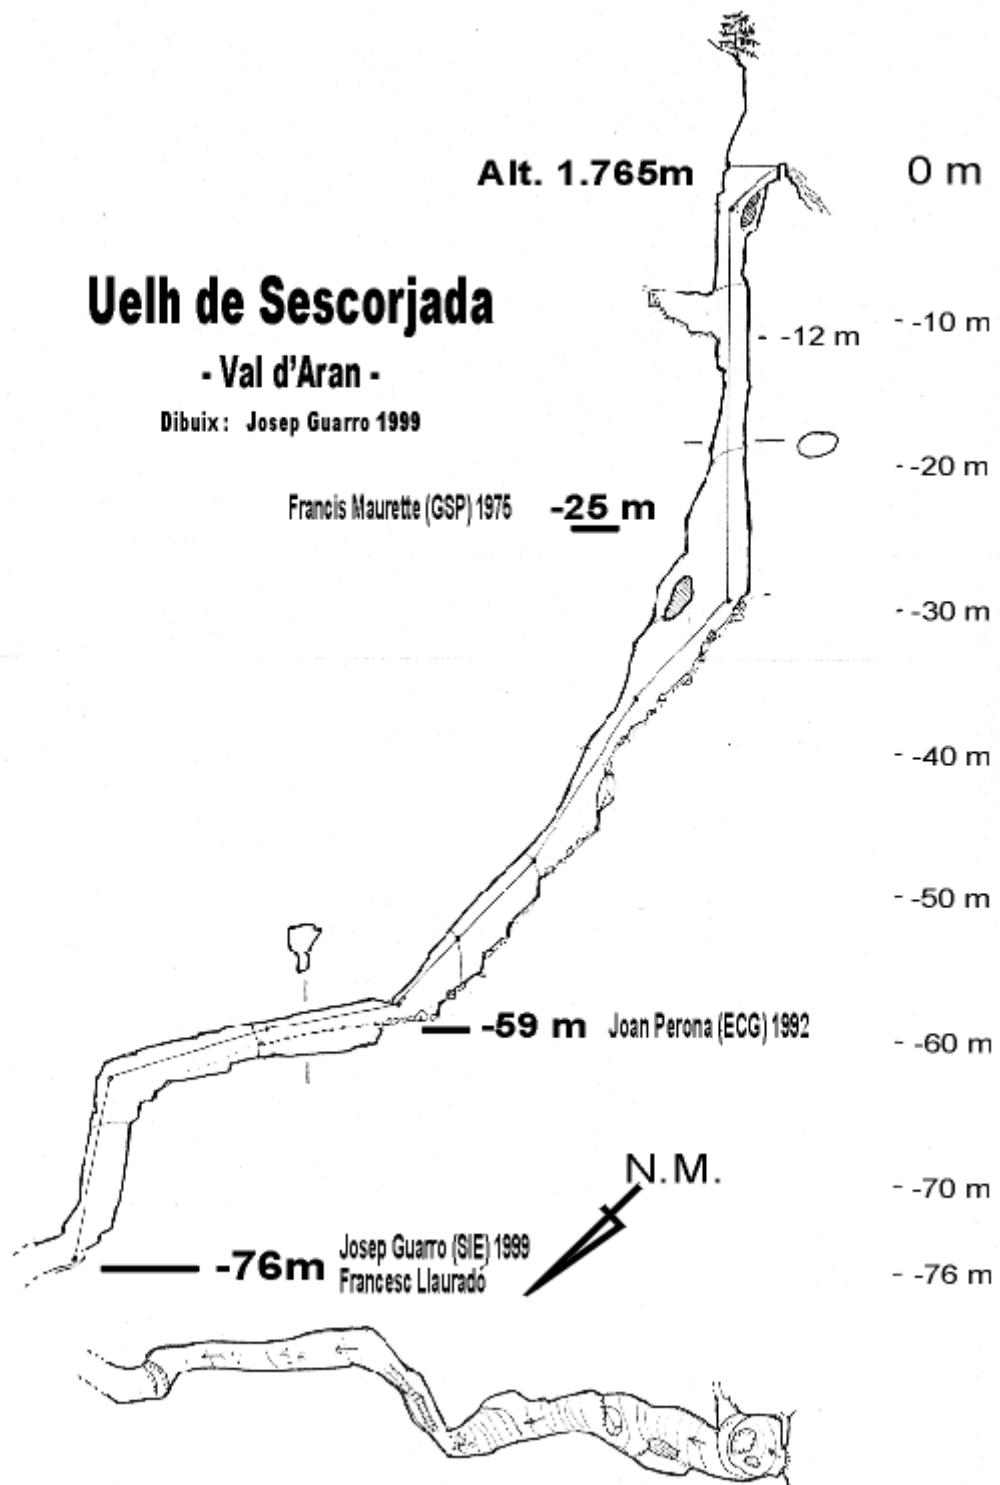 Alt. 1.765m
0 m
Uelh de Sescorjada
- Val d'Aran -
Dibuix: Josep Guarro 1999
- -10 m
- -12 m
- -20 m
Francis Maurette (GSP) 1975
-25 m
- -30 m
- -40 m
- -50 m
-59 m
Joan Perona (ECG) 1992
- -60 m
N.M.
- -70 m
-76m
Josep Guarro (SIE) 1999
Francesc Llauradó
- -76 m